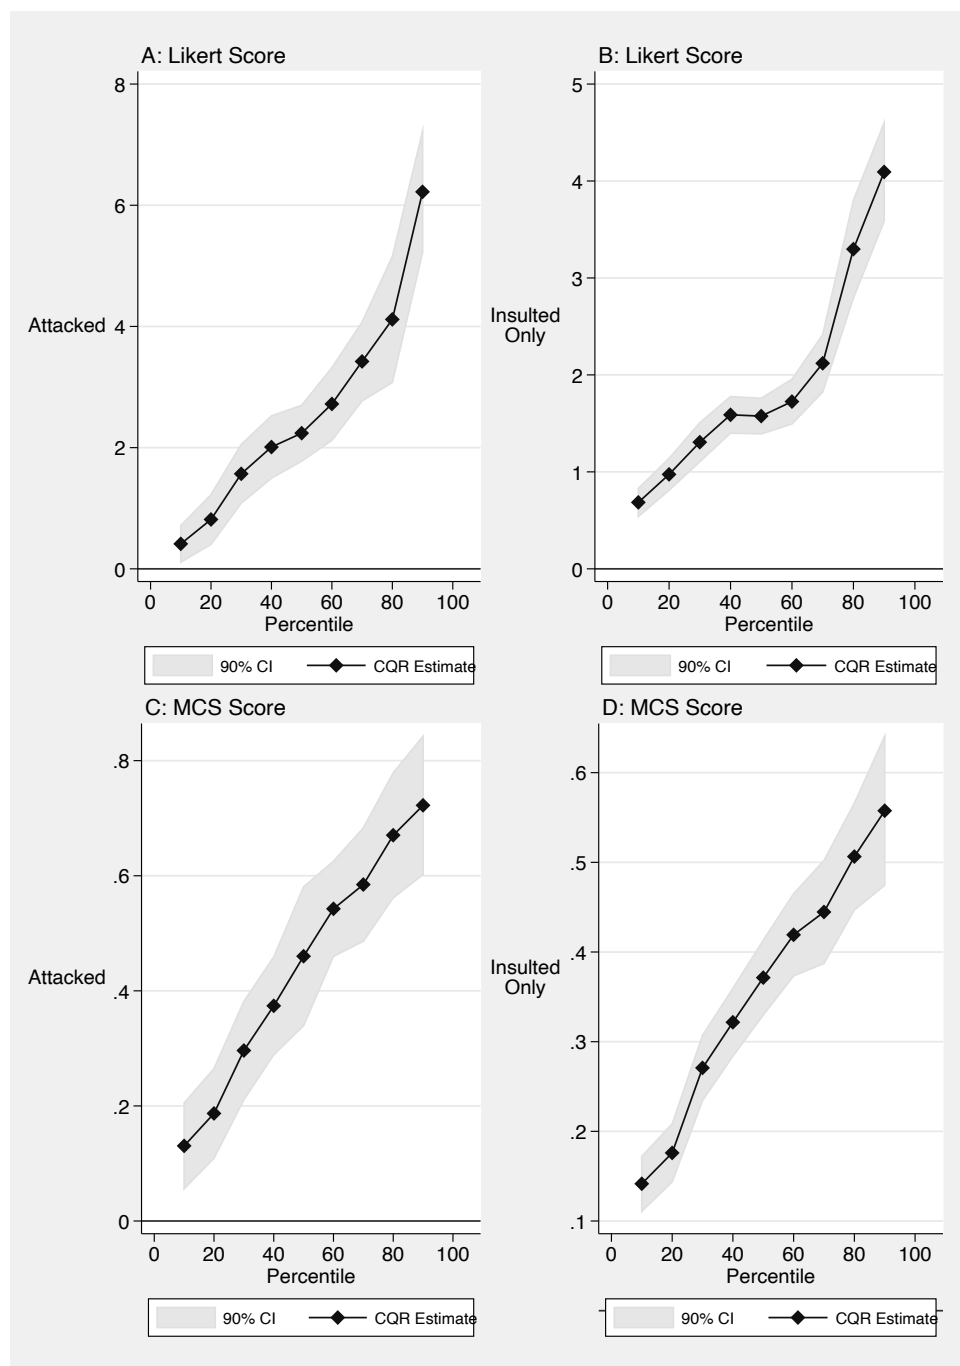 A: Likert Score
8
6
Attacked 4
2
0
0 20 40 60 80 100
Percentile
90% CI CQR Estimate
B: Likert Score
5
4
3
Insulted
Only
2
1
0
0 20 40 60 80 100
Percentile
90% CI CQR Estimate
C: MCS Score
.8
.6
Attacked
.4
.2
0
0 20 40 60 80 100
Percentile
90% CI CQR Estimate
D: MCS Score
.6
.5
.4
Insulted
Only
.3
.2
.1
0 20 40 60 80 100
Percentile
90% CI CQR Estimate